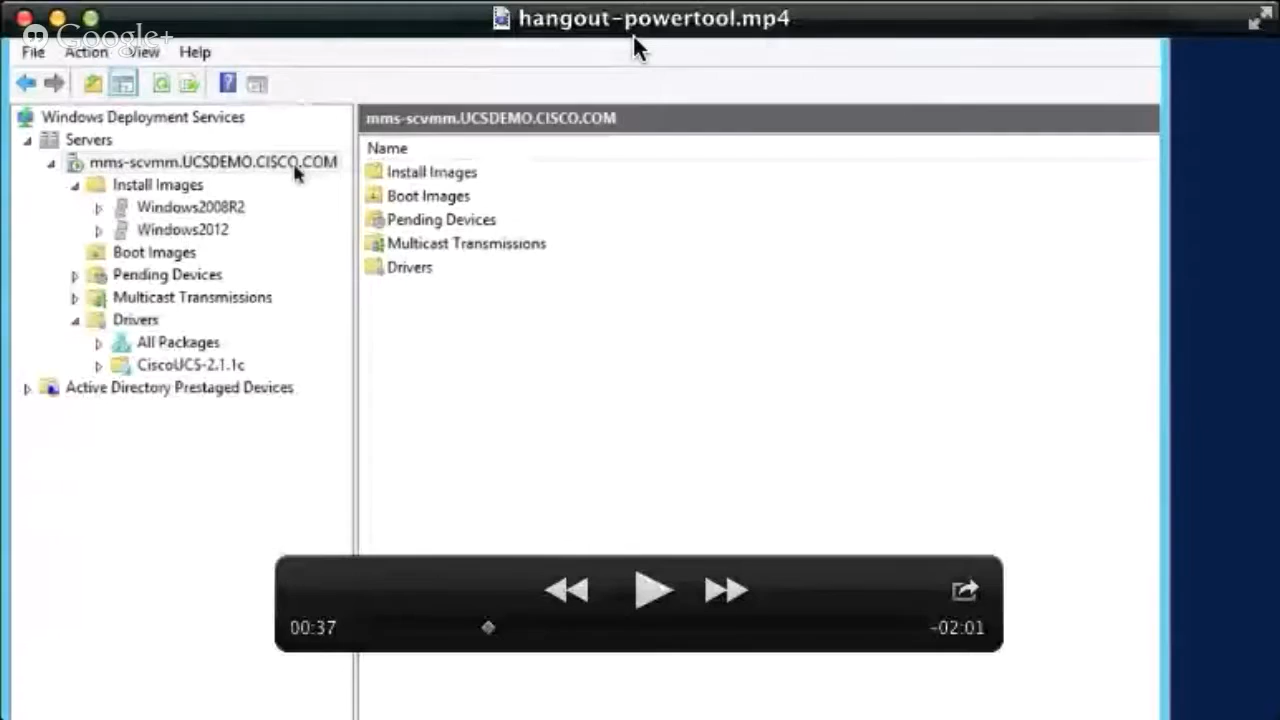 hangout-powertool.mp4
Google+
File Action View Help
Windows Deployment Services
Servers
mms-scvmm.UCSDEMO.CISCO.COM
Install Images
Windows2008R2
Windows2012
Boot Images
Pending Devices
Multicast Transmissions
Drivers
All Packages
CiscoUCS-2.1.1c
Active Directory Prestaged Devices
mms-scvmm.UCSDEMO.CISCO.COM
Name
Install Images
Boot Images
Pending Devices
Multicast Transmissions
Drivers
00:37
-02:01